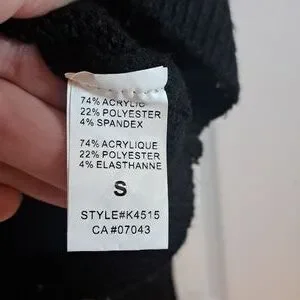 74% ACRYLIC
22% POLYESTER
4% SPANDEX
74% ACRYLIQUE
22% POLYESTER
4% ELASTHANNE
S
STYLE#K4515
CA #07043